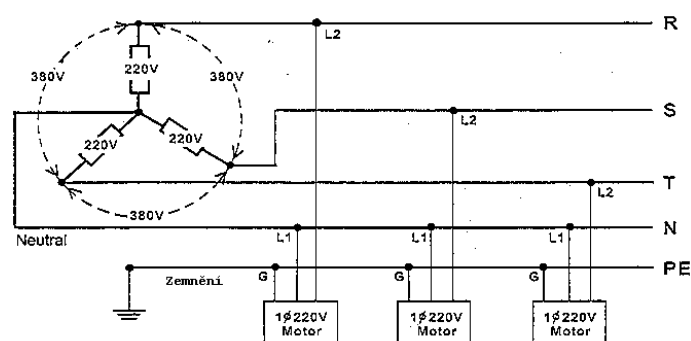 L2
R
380V
220V
380V
S
L2
220V
220V
T
L2
380V
N
Neutral
L1
L1
L1
PE
Zemnění
G
G
G
1ϕ220V
Motor
1ϕ220V
Motor
1ϕ220V
Motor